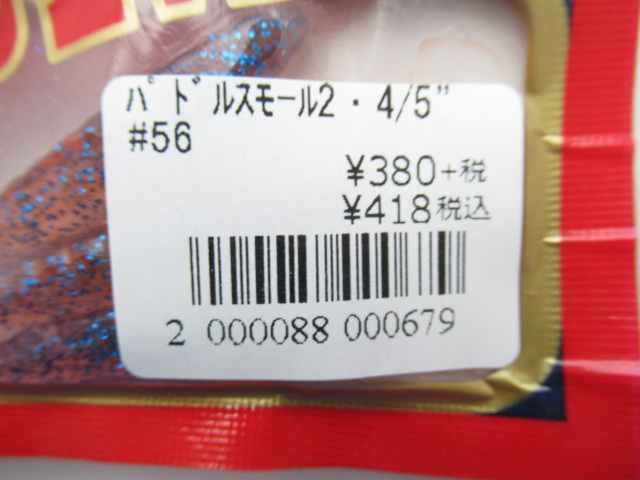 ﾊﾟﾄﾞﾙスモール2・4/5"
#56
¥380+税
¥418税込
2 000088 000679